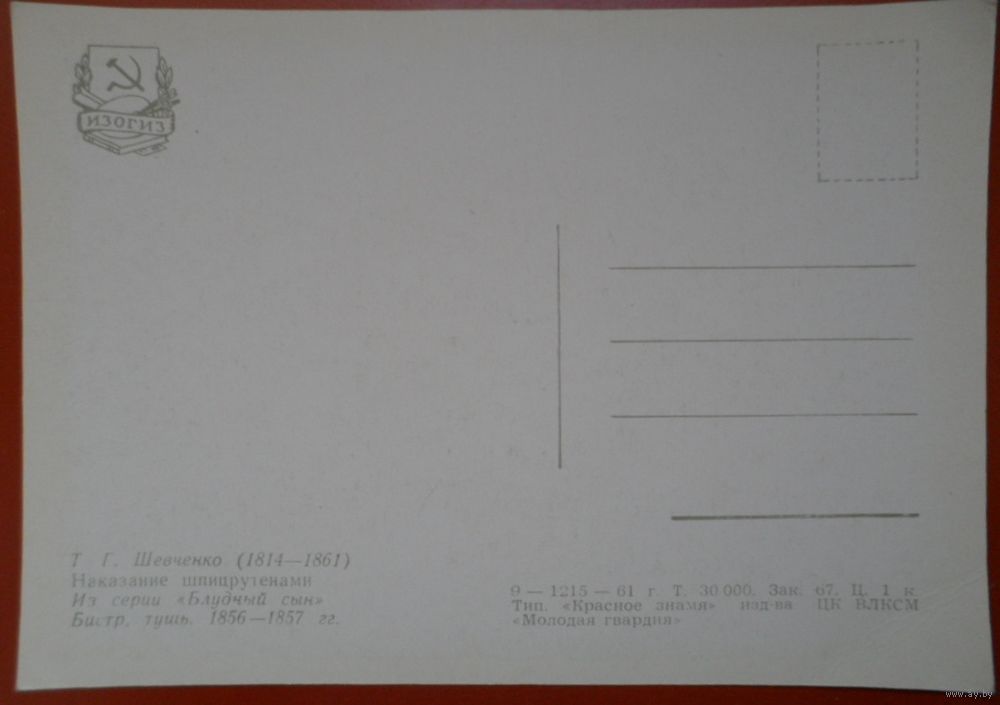 ИЗОГИЗ
Т. Г. Шевченко (1814—1861)
Наказание шпицрутенами
Из серии «Блудный сын»
Бистр, тушь. 1856—1857 гг.
9 — 1215 — 61 г. Т. 30 000. Зак. 67. Ц. 1 к.
Тип. «Красное знамя» изд-ва ЦК ВЛКСМ
«Молодая гвардия»
www.ay.by